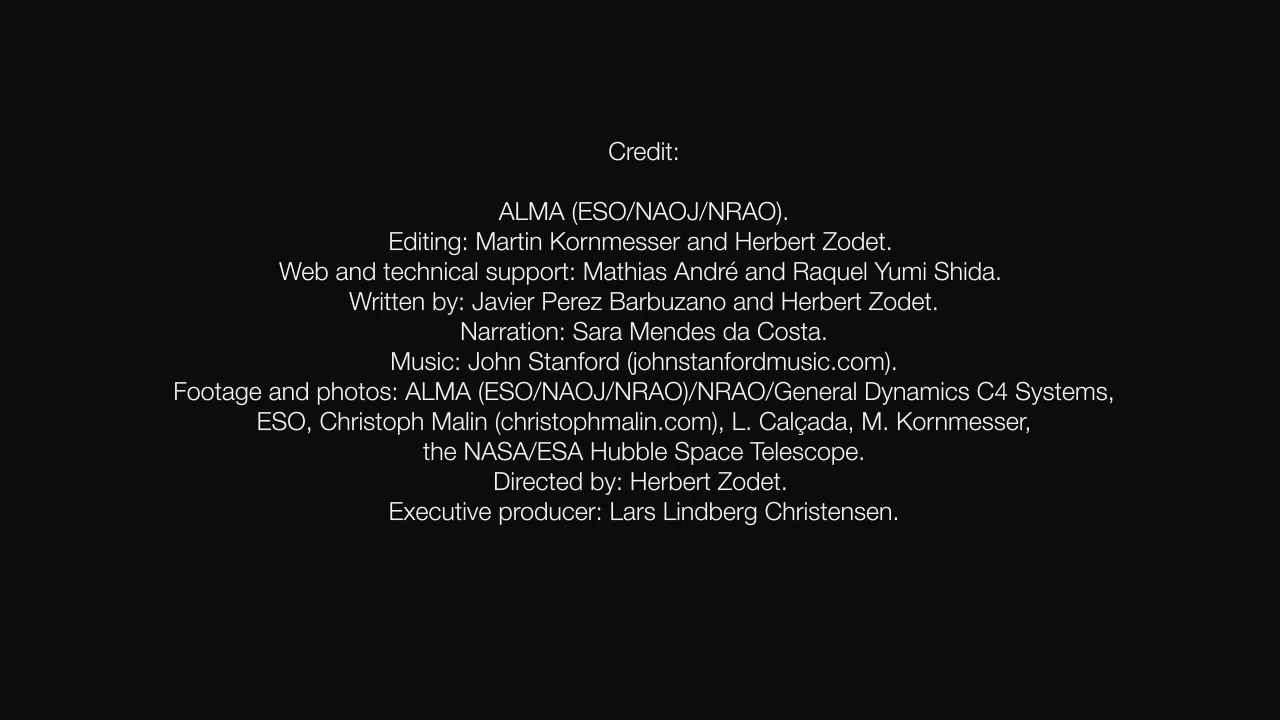 Credit:
ALMA (ESO/NAOJ/NRAO).
Editing: Martin Kornmesser and Herbert Zodet.
Web and technical support: Mathias André and Raquel Yumi Shida.
Written by: Javier Perez Barbuzano and Herbert Zodet.
Narration: Sara Mendes da Costa.
Music: John Stanford (johnstanfordmusic.com).
Footage and photos: ALMA (ESO/NAOJ/NRAO)/NRAO/General Dynamics C4 Systems,
ESO, Christoph Malin (christophmalin.com), L. Calçada, M. Kornmesser,
the NASA/ESA Hubble Space Telescope.
Directed by: Herbert Zodet.
Executive producer: Lars Lindberg Christensen.